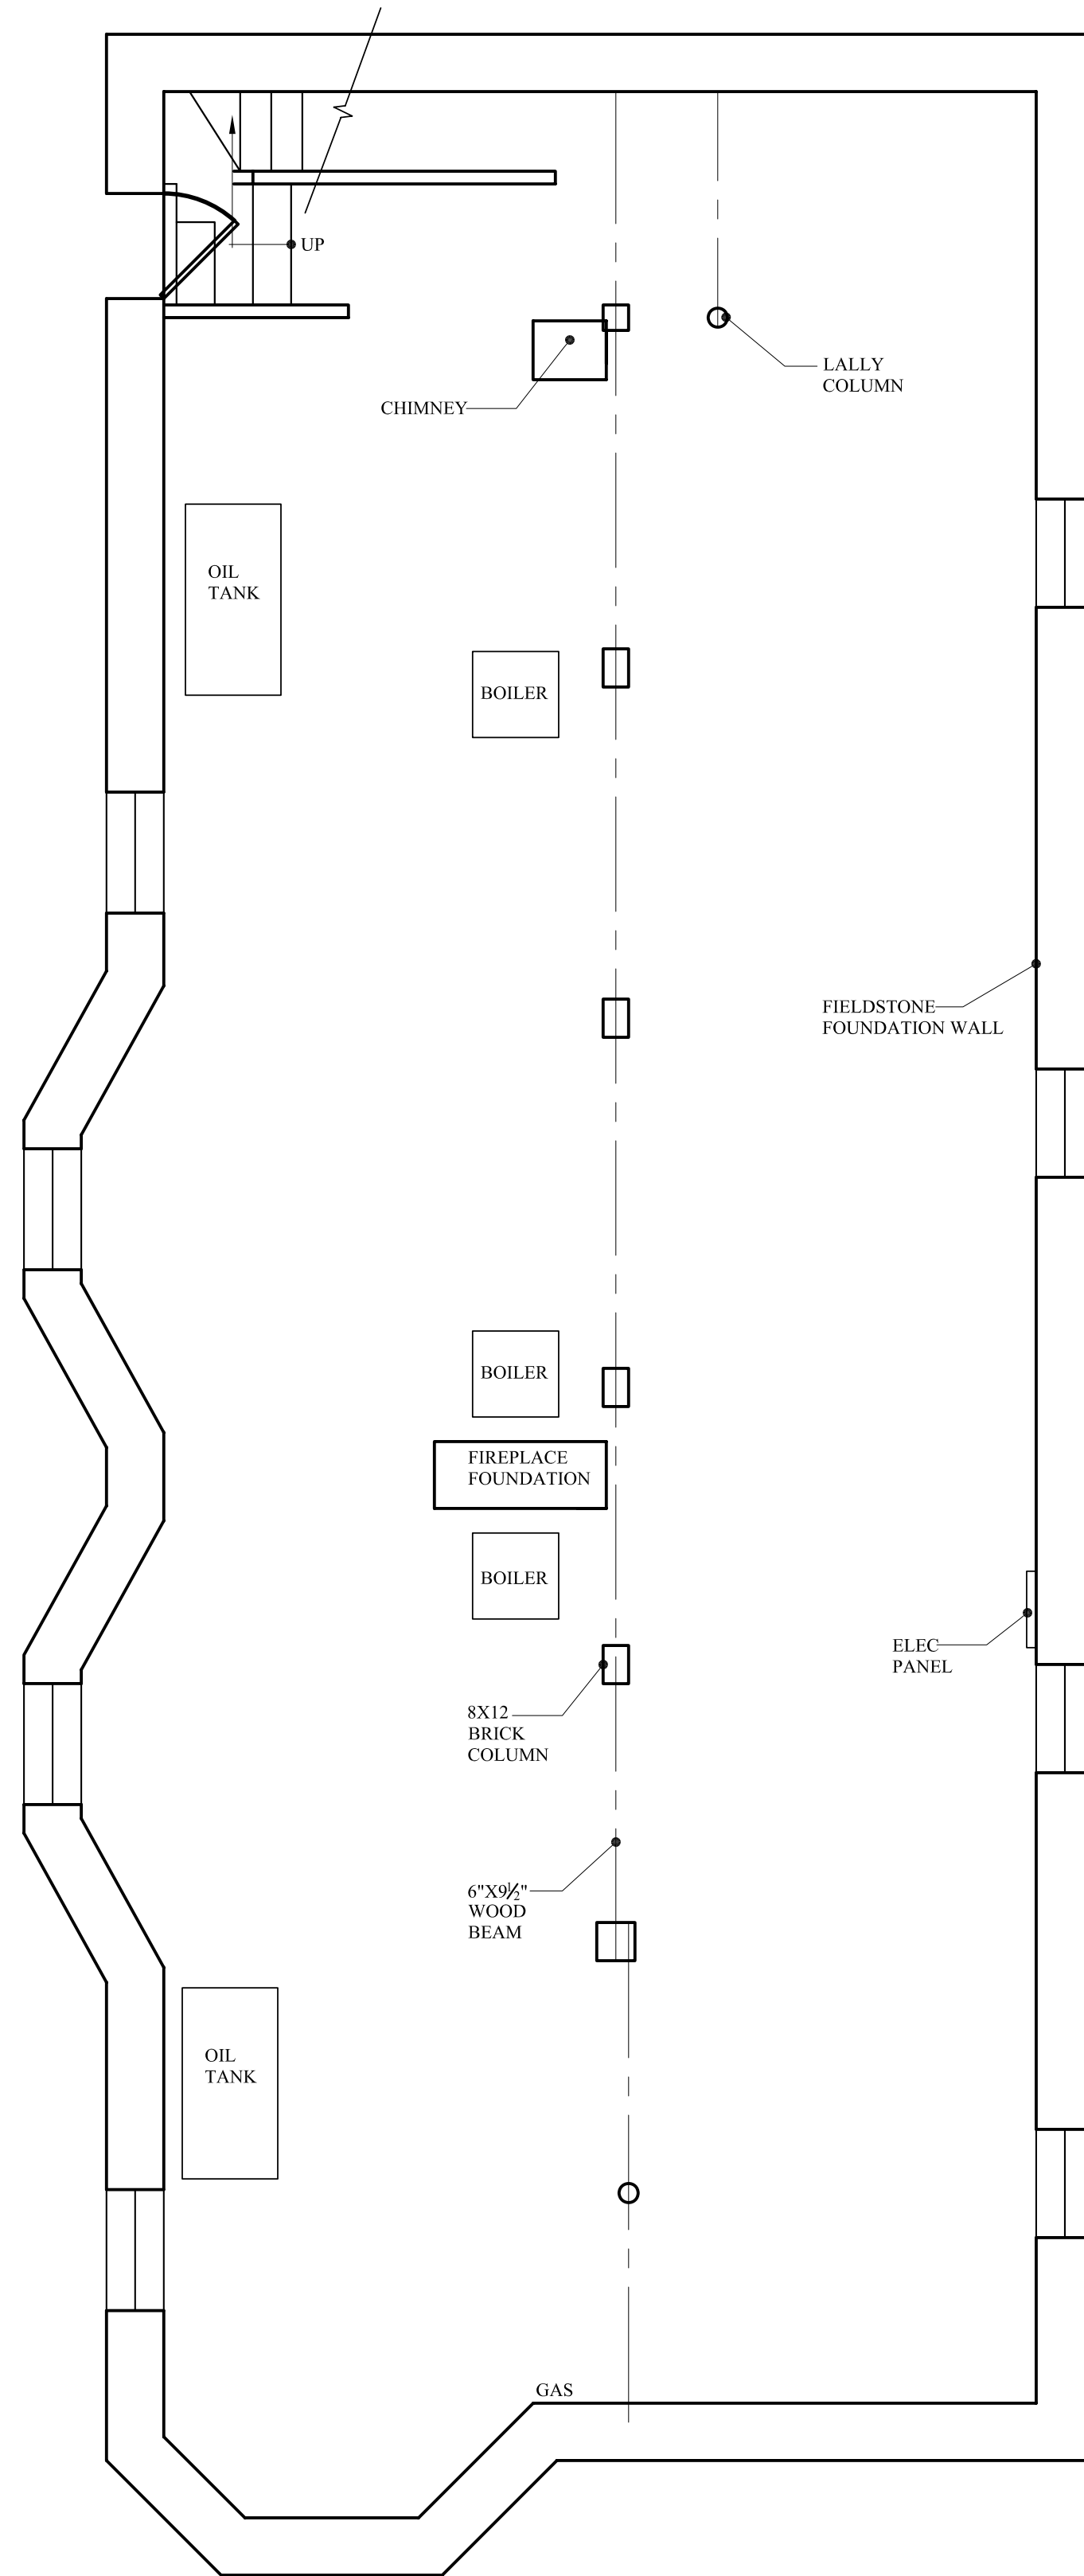 UP
LALLY
COLUMN
CHIMNEY
OIL
TANK
BOILER
FIELDSTONE
FOUNDATION WALL
BOILER
FIREPLACE
FOUNDATION
BOILER
ELEC
PANEL
8X12
BRICK
COLUMN
6"X9½"
WOOD
BEAM
OIL
TANK
GAS